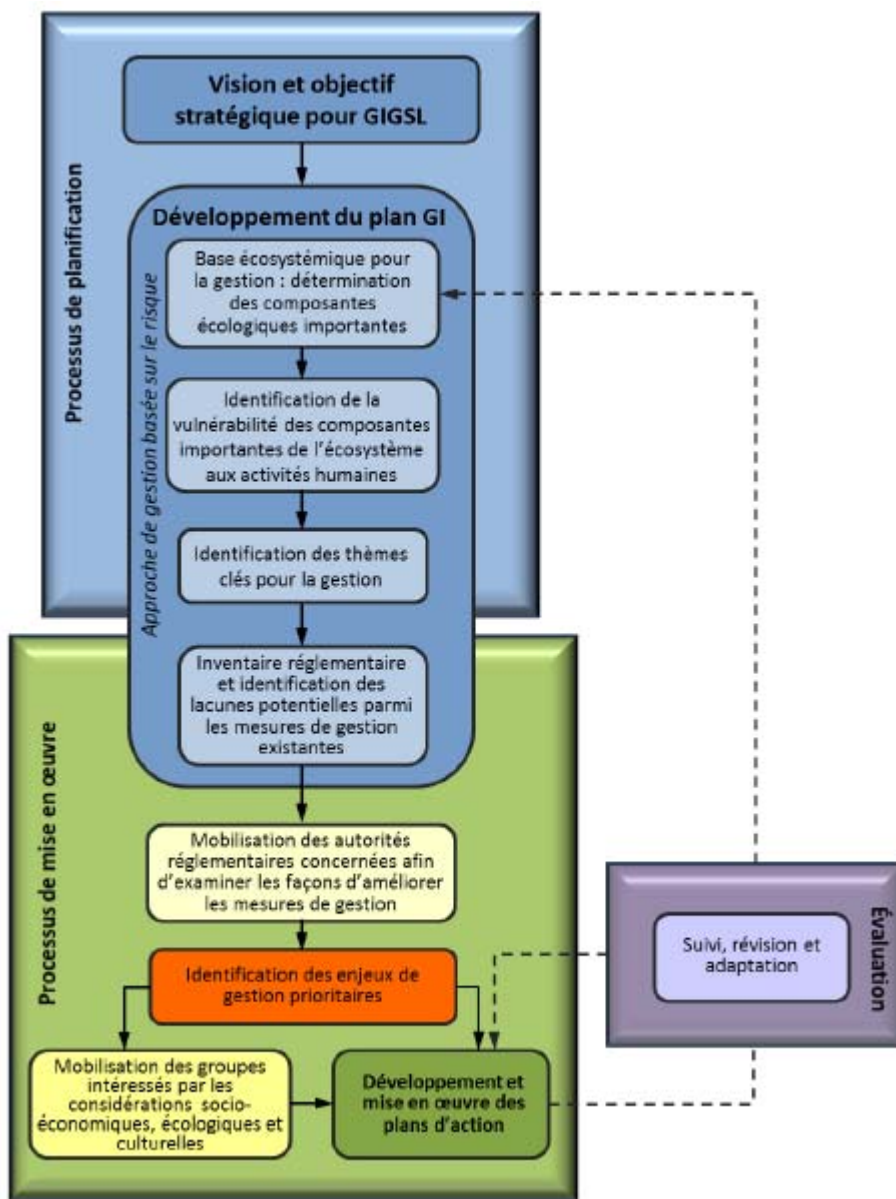 Processus de planification
Vision et objectif
stratégique pour GIGSL
Développement du plan GI
Approche de gestion basée sur le risque
Base écosystémique pour
la gestion : détermination
des composantes
écologiques importantes
Identification de la
vulnérabilité des composantes
importantes de l'écosystème
aux activités humaines
Identification des thèmes
clés pour la gestion
Processus de mise en œuvre
Inventaire réglementaire
et identification des
lacunes potentielles parmi
les mesures de gestion
existantes
Mobilisation des autorités
réglementaires concernées afin
d'examiner les façons d'améliorer
les mesures de gestion
Identification des enjeux de
gestion prioritaires
Mobilisation des groupes
intéressés par les
considérations socio-
économiques, écologiques et
culturelles
Développement et
mise en œuvre des
plans d'action
Suivi, révision et
adaptation
Évaluation